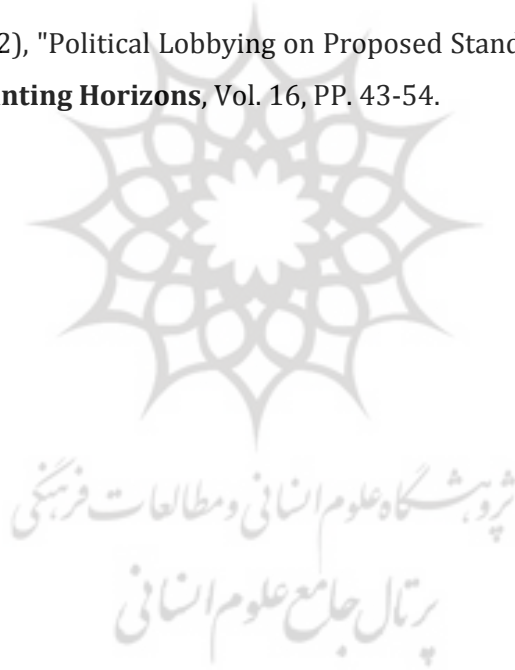 2), "Political Lobbying on Proposed Stand
nting Horizons, Vol. 16, PP. 43-54.
پژوهشگاه علوم انسانی و مطالعات فرهنگی
پرتال جامع علوم انسانی